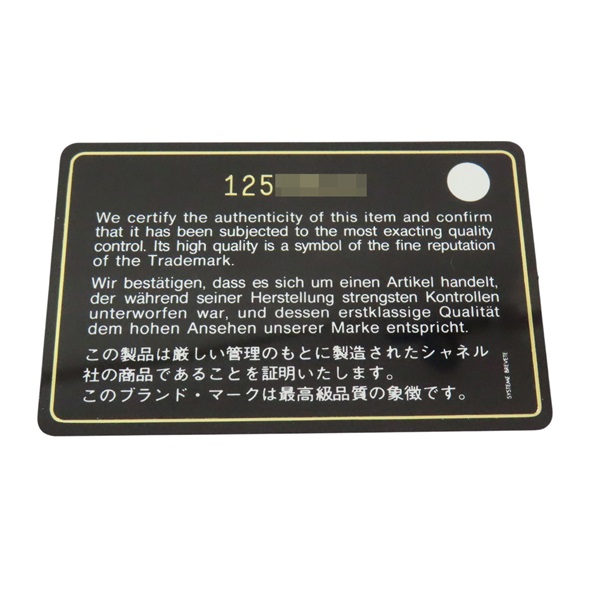 125
We certify the authenticity of this item and confirm
that it has been subjected to the most exacting quality
control. Its high quality is a symbol of the fine reputation
of the Trademark.
Wir bestätigen, dass es sich um einen Artikel handelt,
der während seiner Herstellung strengsten Kontrollen
unterworfen war, und dessen erstklassige Qualität
dem hohen Ansehen unserer Marke entspricht.
この製品は厳しい管理のもとに製造されたシャネル
社の商品であることを証明いたします。
このブランド・マークは最高級品質の象徴です。
SYSTEME BREVETE